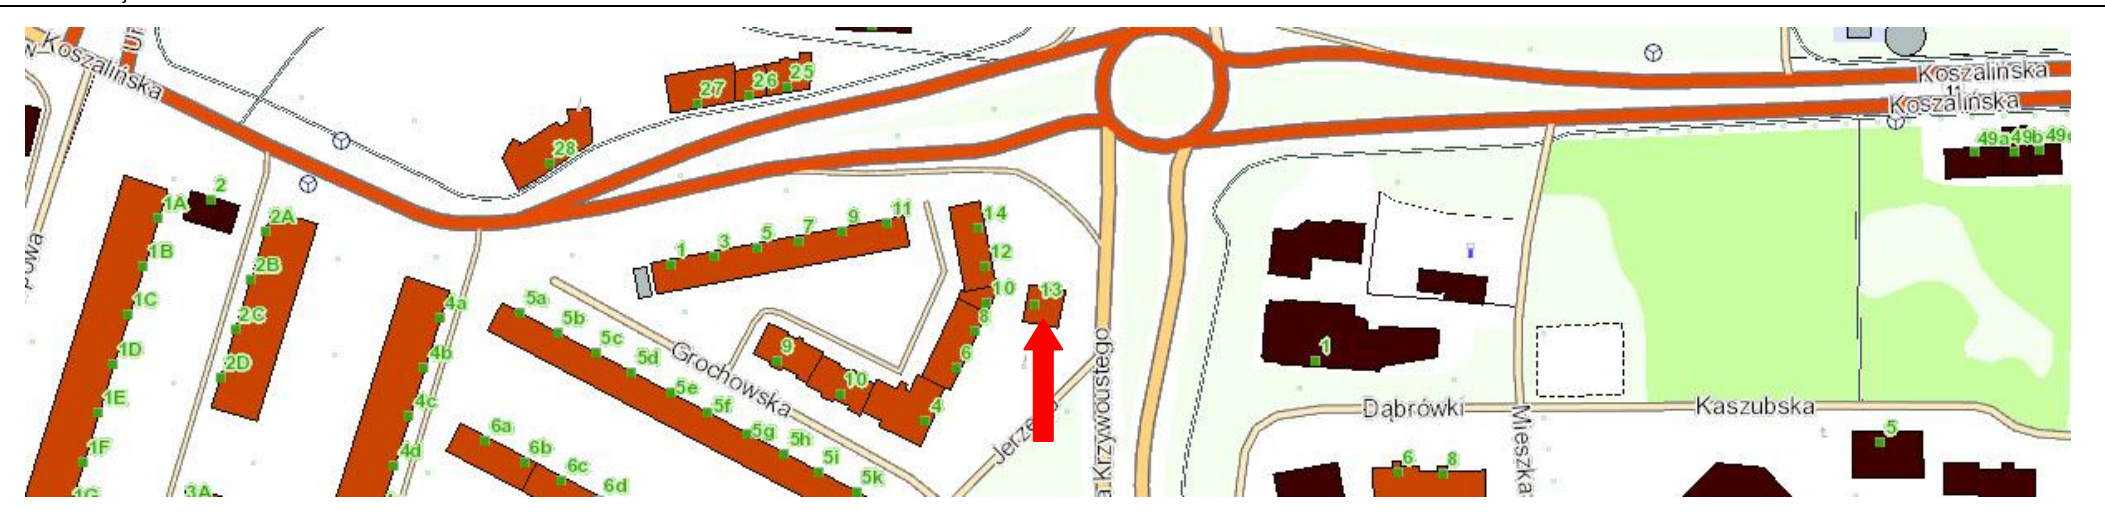 Koszalińska
Koszalińska
11
Koszalińska
27
26
25
28
49a
49b
2
1A
2A
1B
2B
1C
2C
1D
2D
1E
1F
1G
3A
4a
4b
4c
4d
1
3
5
7
9
11
14
12
10
13
8
6
5a
5b
5c
5d
5e
5f
5g
5h
5i
5k
9
10
4
Grochowska
6a
6b
6c
6d
Krzywoustego
1
Dąbrówki
Kaszubska
Mieszka
5
6
8